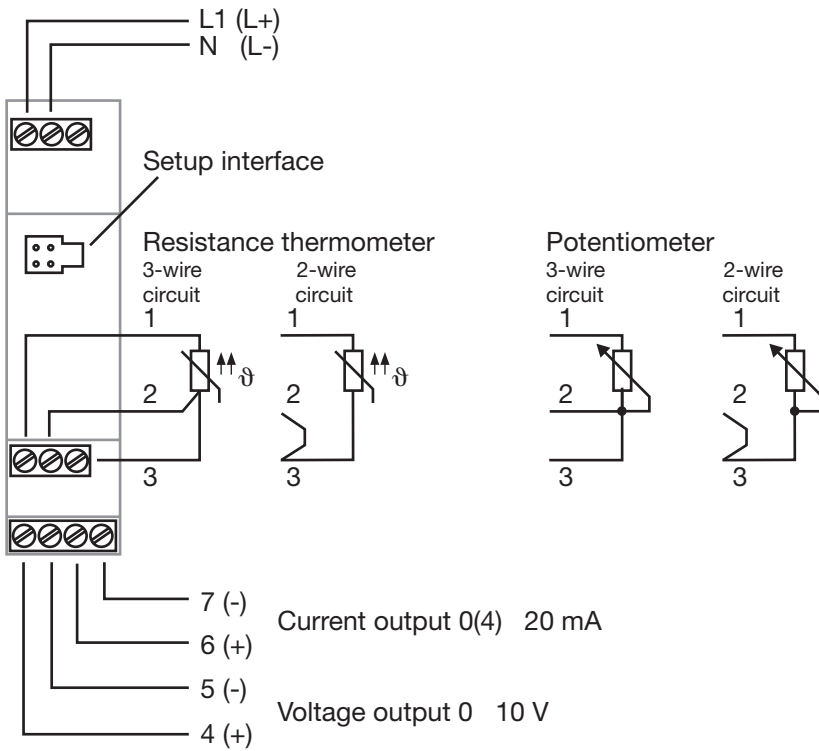 L1 (L+)
N (L-)
Setup interface
Resistance thermometer
3-wire
circuit
1
2
3
ϑ
2-wire
circuit
1
2
3
ϑ
Potentiometer
3-wire
circuit
1
2
3
2-wire
circuit
1
2
3
7 (-)
6 (+)
Current output 0(4) 20 mA
5 (-)
4 (+)
Voltage output 0 10 V